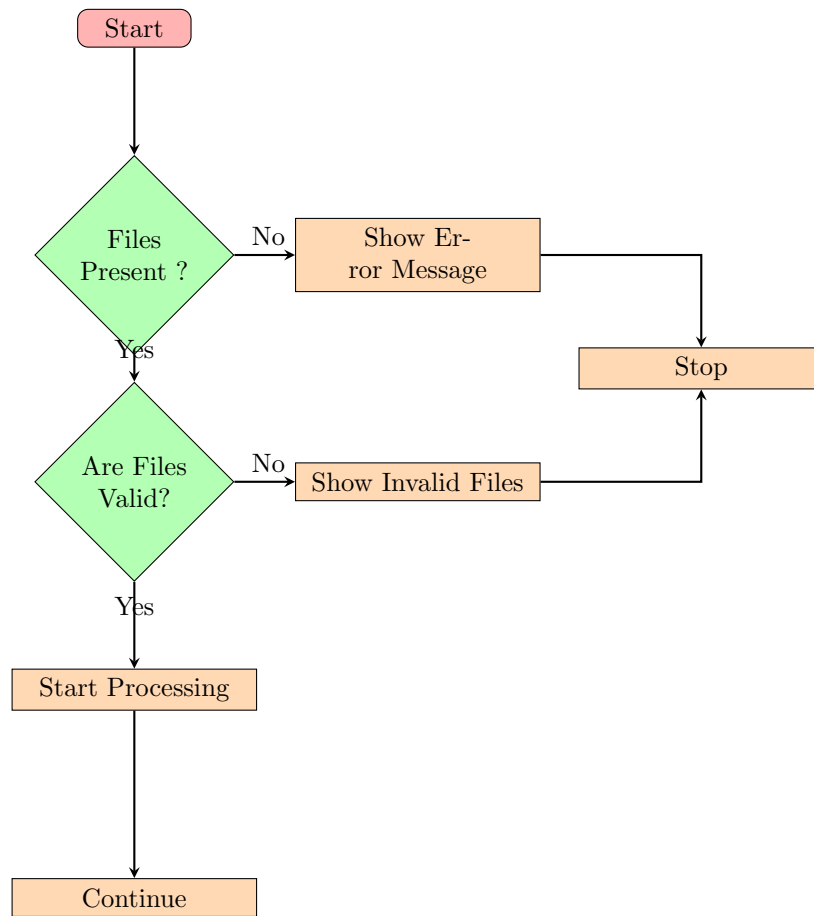 Start
Files
Present ?
No
Show Er-
ror Message
Yes
Stop
Are Files
Valid?
No
Show Invalid Files
Yes
Start Processing
Continue